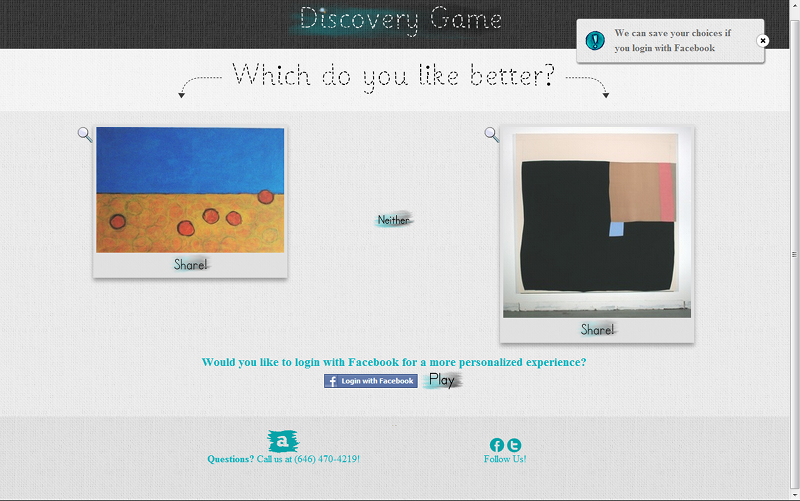 Discovery Game
We can save your choices if
you login with Facebook
Which do you like better?
Neither
Share!
Share!
Would you like to login with Facebook for a more personalized experience?
f Login with Facebook
Play
a
f t
Questions? Call us at (646) 470-4219!
Follow Us!